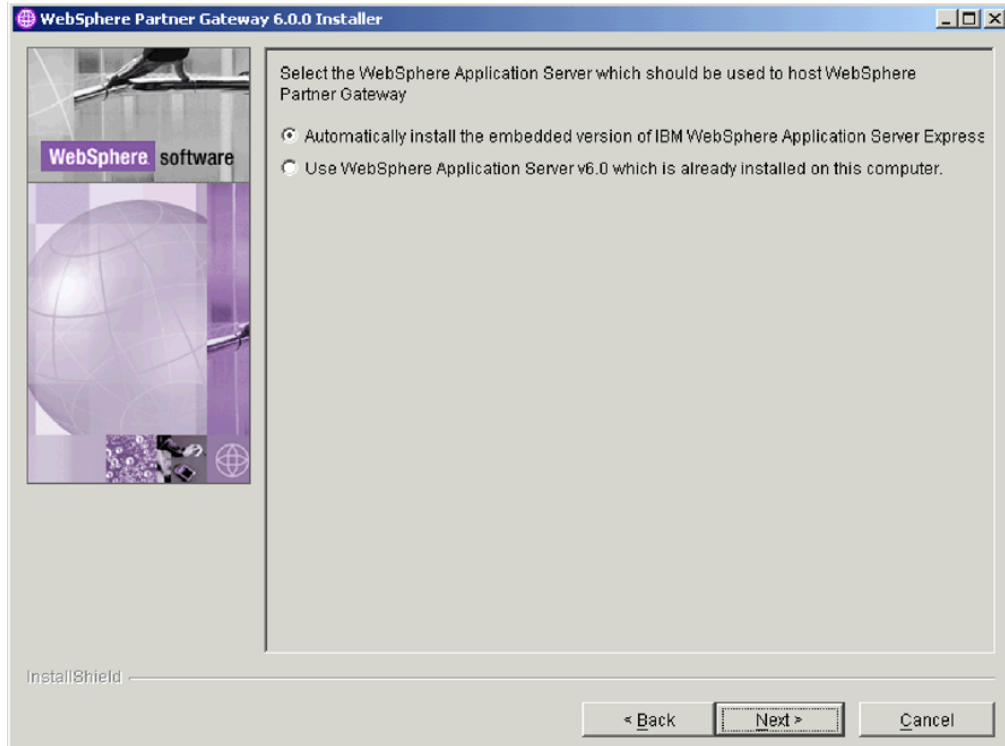 WebSphere Partner Gateway 6.0.0 Installer
WebSphere software
Select the WebSphere Application Server which should be used to host WebSphere
Partner Gateway
Automatically install the embedded version of IBM WebSphere Application Server Express
Use WebSphere Application Server v6.0 which is already installed on this computer.
InstallShield
< Back
Next >
Cancel